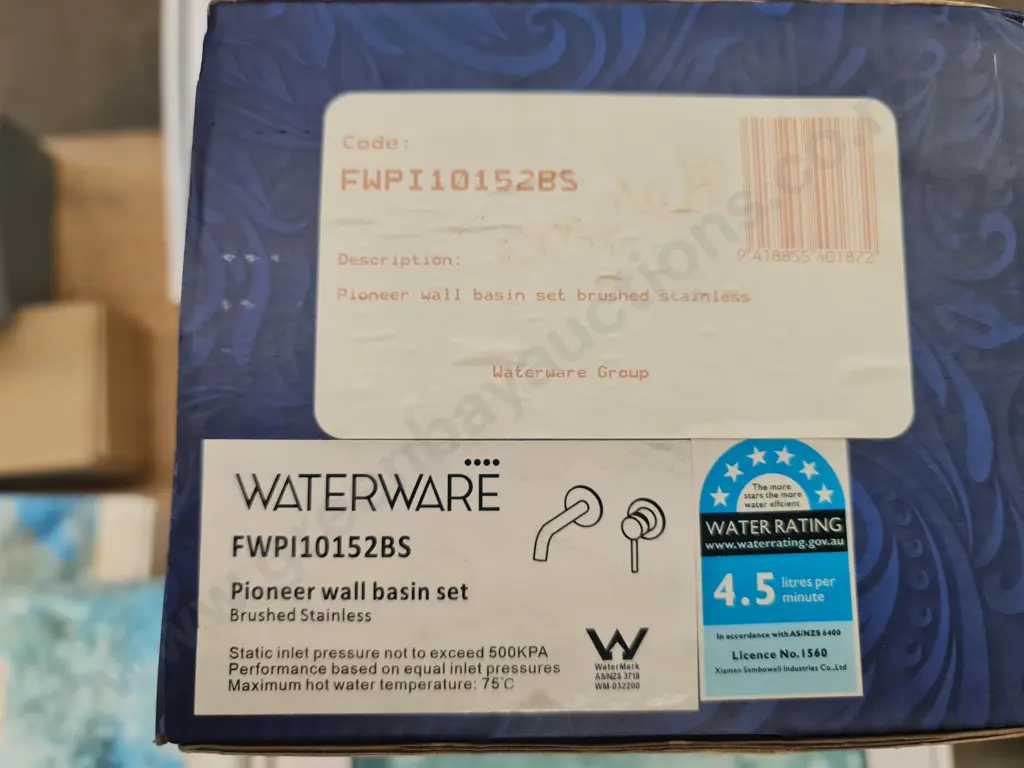 Code:
FWPI10152BS
9 418855 401872
Description:
Pioneer wall basin set brushed stainless
Waterware Group
WATERWARE
FWPI10152BS
Pioneer wall basin set
Brushed Stainless
Static inlet pressure not to exceed 500KPA
Performance based on equal inlet pressures
Maximum hot water temperature: 75℃
WaterMark
AS/NZS 3718
WM-032200
The more
stars the more
water effcient
WATER RATING
www.waterrating.gov.au
4.5 litres per
minute
In accordance with AS/NZS 6400
Licence No.1560
Xiamen Sembowell Industries Co.,Ltd